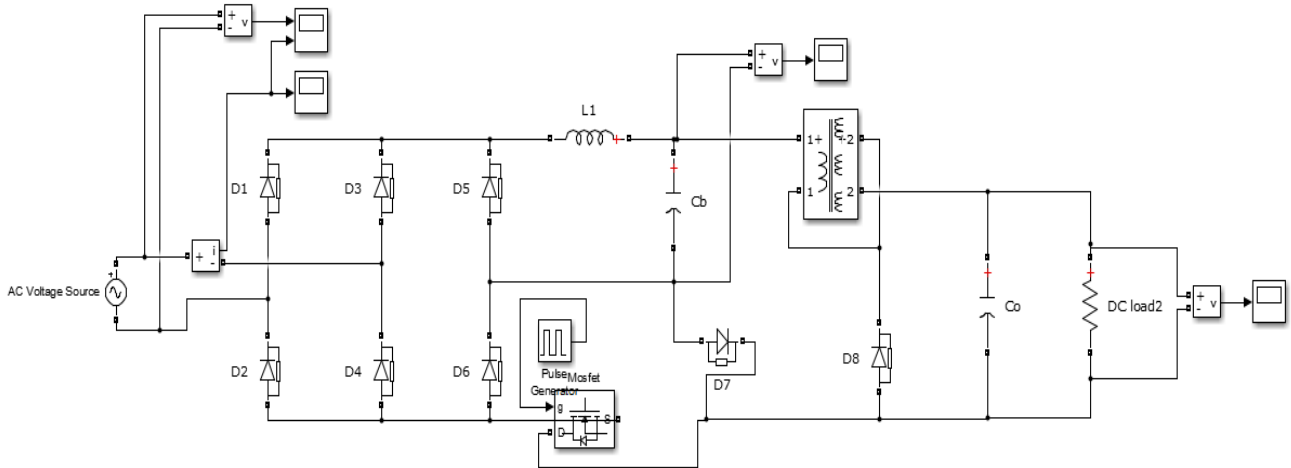 +
-
v
+
-
v
L1
i
+
-
D1
D3
D5
Cb
1+
+2
1
2
+
AC Voltage Source
Co
DC load2
+
-
v
D2
D4
D6
Pulse
Generator
Mosfet
g
D
S
D7
D8